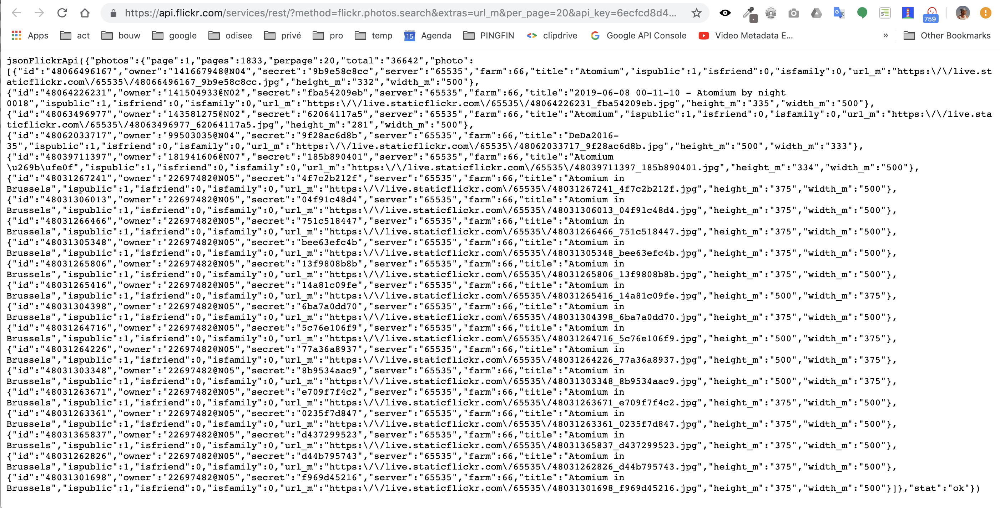 https://api.flickr.com/services/rest/?method=flickr.photos.search&extras=url_m&per_page=20&api_key=6ecfcd8d4...
759
Apps act bouw google odisee privé pro temp 15 Agenda PINGFIN clipdrive Google API Console Video Metadata E... » Other Bookmarks
jsonFlickrApi({"photos":{"page":1,"pages":1833,"perpage":20,"total":"36642","photo":
[{"id":"48066496167","owner":"141667948@N04","secret":"9b9e58c8cc","server":"65535","farm":66,"title":"Atomium","ispublic":1,"isfriend":0,"isfamily":0,"url_m":"https:\/\/live.st
aticflickr.com\/65535\/48066496167_9b9e58c8cc.jpg","height_m":"332","width_m":"500"},
{"id":"48064226231","owner":"141504933@N02","secret":"fba54209eb","server":"65535","farm":66,"title":"2019-06-08 00-11-10 - Atomium by night
0018","ispublic":1,"isfriend":0,"isfamily":0,"url_m":"https:\/\/live.staticflickr.com\/65535\/48064226231_fba54209eb.jpg","height_m":"335","width_m":"500"},
{"id":"48063496977","owner":"143581275@N02","secret":"62064117a5","server":"65535","farm":66,"title":"Atomium","ispublic":1,"isfriend":0,"isfamily":0,"url_m":"https:\/\/live.sta
ticflickr.com\/65535\/48063496977_62064117a5.jpg","height_m":"281","width_m":"500"},
{"id":"48062033717","owner":"99503035@N04","secret":"9f28ac6d8b","server":"65535","farm":66,"title":"DeDa2016-
35","ispublic":1,"isfriend":0,"isfamily":0,"url_m":"https:\/\/live.staticflickr.com\/65535\/48062033717_9f28ac6d8b.jpg","height_m":"500","width_m":"333"},
{"id":"48039711397","owner":"181941606@N07","secret":"185b890401","server":"65535","farm":66,"title":"Atomium
\u269b\ufe0f","ispublic":1,"isfriend":0,"isfamily":0,"url_m":"https:\/\/live.staticflickr.com\/65535\/48039711397_185b890401.jpg","height_m":"334","width_m":"500"},
{"id":"48031267241","owner":"22697482@N05","secret":"4f7c2b212f","server":"65535","farm":66,"title":"Atomium in
Brussels","ispublic":1,"isfriend":0,"isfamily":0,"url_m":"https:\/\/live.staticflickr.com\/65535\/48031267241_4f7c2b212f.jpg","height_m":"375","width_m":"500"},
{"id":"48031306013","owner":"22697482@N05","secret":"04f91c48d4","server":"65535","farm":66,"title":"Atomium in
Brussels","ispublic":1,"isfriend":0,"isfamily":0,"url_m":"https:\/\/live.staticflickr.com\/65535\/48031306013_04f91c48d4.jpg","height_m":"375","width_m":"500"},
{"id":"48031266466","owner":"22697482@N05","secret":"751c518447","server":"65535","farm":66,"title":"Atomium in
Brussels","ispublic":1,"isfriend":0,"isfamily":0,"url_m":"https:\/\/live.staticflickr.com\/65535\/48031266466_751c518447.jpg","height_m":"375","width_m":"500"},
{"id":"48031305348","owner":"22697482@N05","secret":"bee63efc4b","server":"65535","farm":66,"title":"Atomium in
Brussels","ispublic":1,"isfriend":0,"isfamily":0,"url_m":"https:\/\/live.staticflickr.com\/65535\/48031305348_bee63efc4b.jpg","height_m":"375","width_m":"500"},
{"id":"48031265806","owner":"22697482@N05","secret":"13f9808b8b","server":"65535","farm":66,"title":"Atomium in
Brussels","ispublic":1,"isfriend":0,"isfamily":0,"url_m":"https:\/\/live.staticflickr.com\/65535\/48031265806_13f9808b8b.jpg","height_m":"375","width_m":"500"},
{"id":"48031265416","owner":"22697482@N05","secret":"14a81c09fe","server":"65535","farm":66,"title":"Atomium in
Brussels","ispublic":1,"isfriend":0,"isfamily":0,"url_m":"https:\/\/live.staticflickr.com\/65535\/48031265416_14a81c09fe.jpg","height_m":"500","width_m":"375"},
{"id":"48031304398","owner":"22697482@N05","secret":"6ba7a0dd70","server":"65535","farm":66,"title":"Atomium in
Brussels","ispublic":1,"isfriend":0,"isfamily":0,"url_m":"https:\/\/live.staticflickr.com\/65535\/48031304398_6ba7a0dd70.jpg","height_m":"375","width_m":"500"},
{"id":"48031264716","owner":"22697482@N05","secret":"5c76e106f9","server":"65535","farm":66,"title":"Atomium in
Brussels","ispublic":1,"isfriend":0,"isfamily":0,"url_m":"https:\/\/live.staticflickr.com\/65535\/48031264716_5c76e106f9.jpg","height_m":"500","width_m":"375"},
{"id":"48031264226","owner":"22697482@N05","secret":"77a36a8937","server":"65535","farm":66,"title":"Atomium in
Brussels","ispublic":1,"isfriend":0,"isfamily":0,"url_m":"https:\/\/live.staticflickr.com\/65535\/48031264226_77a36a8937.jpg","height_m":"500","width_m":"375"},
{"id":"48031303348","owner":"22697482@N05","secret":"8b9534aac9","server":"65535","farm":66,"title":"Atomium in
Brussels","ispublic":1,"isfriend":0,"isfamily":0,"url_m":"https:\/\/live.staticflickr.com\/65535\/48031303348_8b9534aac9.jpg","height_m":"500","width_m":"375"},
{"id":"48031263671","owner":"22697482@N05","secret":"e709f7f4c2","server":"65535","farm":66,"title":"Atomium in
Brussels","ispublic":1,"isfriend":0,"isfamily":0,"url_m":"https:\/\/live.staticflickr.com\/65535\/48031263671_e709f7f4c2.jpg","height_m":"375","width_m":"500"},
{"id":"48031263361","owner":"22697482@N05","secret":"0235f7d847","server":"65535","farm":66,"title":"Atomium in
Brussels","ispublic":1,"isfriend":0,"isfamily":0,"url_m":"https:\/\/live.staticflickr.com\/65535\/48031263361_0235f7d847.jpg","height_m":"375","width_m":"500"},
{"id":"48031365837","owner":"22697482@N05","secret":"d437299523","server":"65535","farm":66,"title":"Atomium in
Brussels","ispublic":1,"isfriend":0,"isfamily":0,"url_m":"https:\/\/live.staticflickr.com\/65535\/48031365837_d437299523.jpg","height_m":"375","width_m":"500"},
{"id":"48031262826","owner":"22697482@N05","secret":"d44b795743","server":"65535","farm":66,"title":"Atomium in
Brussels","ispublic":1,"isfriend":0,"isfamily":0,"url_m":"https:\/\/live.staticflickr.com\/65535\/48031262826_d44b795743.jpg","height_m":"375","width_m":"500"},
{"id":"48031301698","owner":"22697482@N05","secret":"f969d45216","server":"65535","farm":66,"title":"Atomium in
Brussels","ispublic":1,"isfriend":0,"isfamily":0,"url_m":"https:\/\/live.staticflickr.com\/65535\/48031301698_f969d45216.jpg","height_m":"375","width_m":"500"}]},"stat":"ok"})